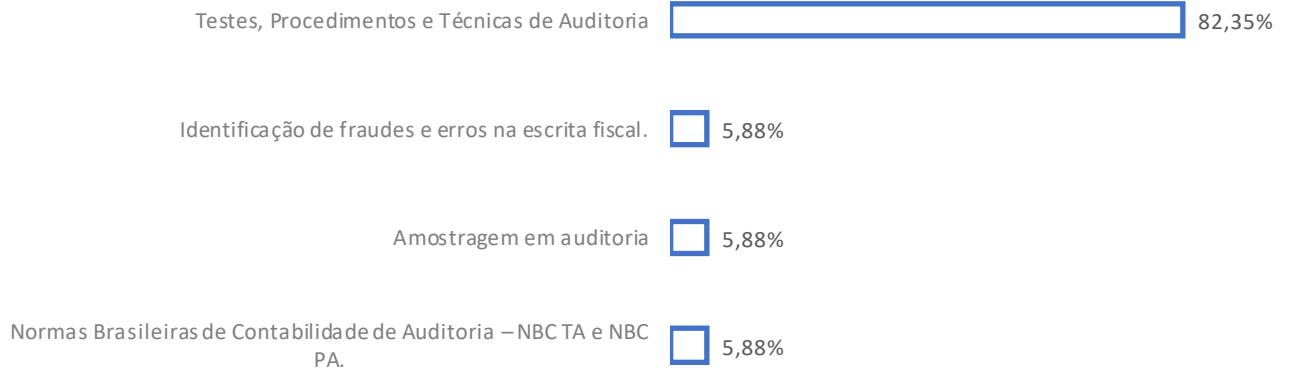 Testes, Procedimentos e Técnicas de Auditoria 82,35%
Identificação de fraudes e erros na escrita fiscal. 5,88%
Amostragem em auditoria 5,88%
Normas Brasileiras de Contabilidade de Auditoria – NBC TA e NBC
PA. 5,88%